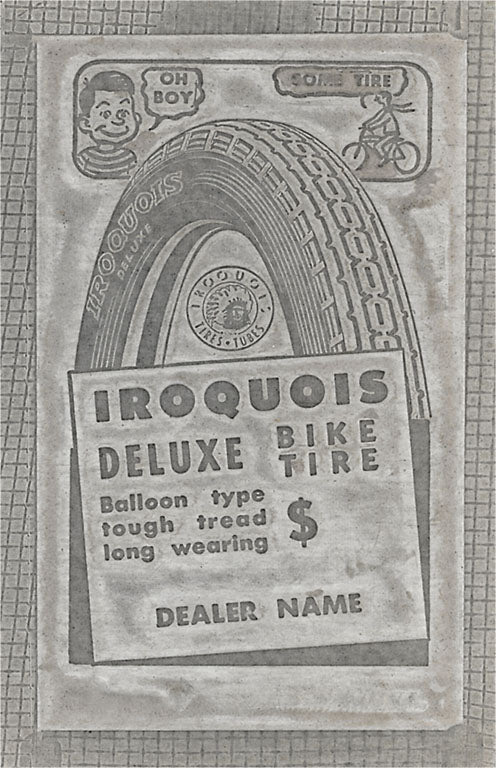 OH
BOY
SOME TIRE
IROQUOIS
DELUXE
IROQUOIS
TIRES • TUBES
IROQUOIS
DELUXE BIKE
TIRE
Balloon type
tough tread
long wearing
$
DEALER NAME